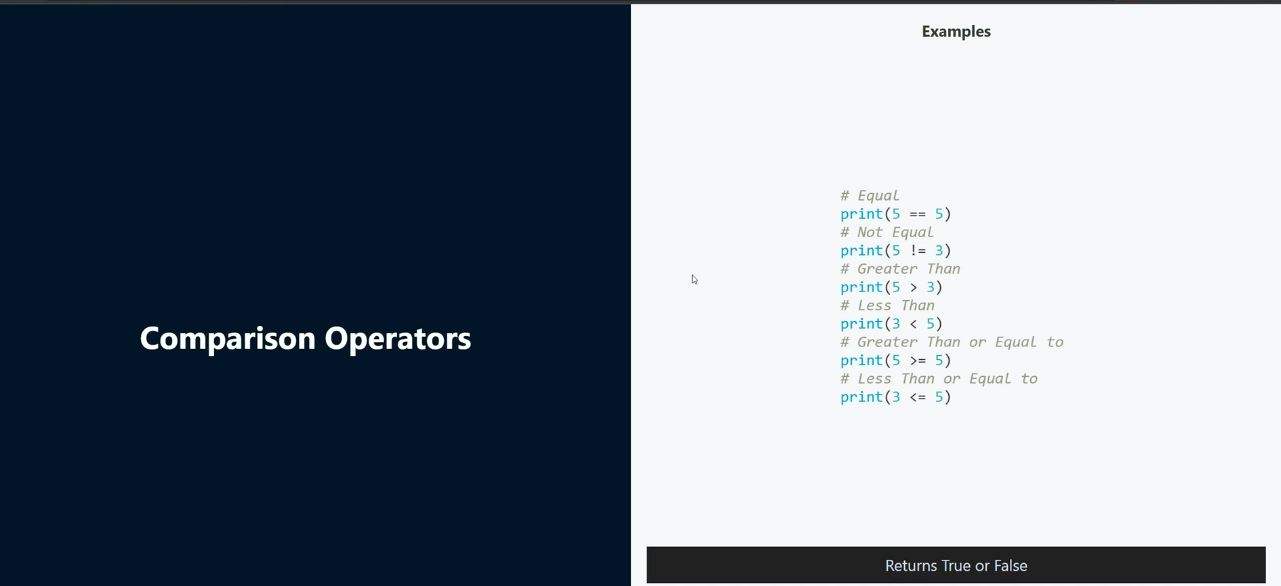 Comparison Operators
Examples
# Equal
print(5 == 5)
# Not Equal
print(5 != 3)
# Greater Than
print(5 > 3)
# Less Than
print(3 < 5)
# Greater Than or Equal to
print(5 >= 5)
# Less Than or Equal to
print(3 <= 5)
Returns True or False